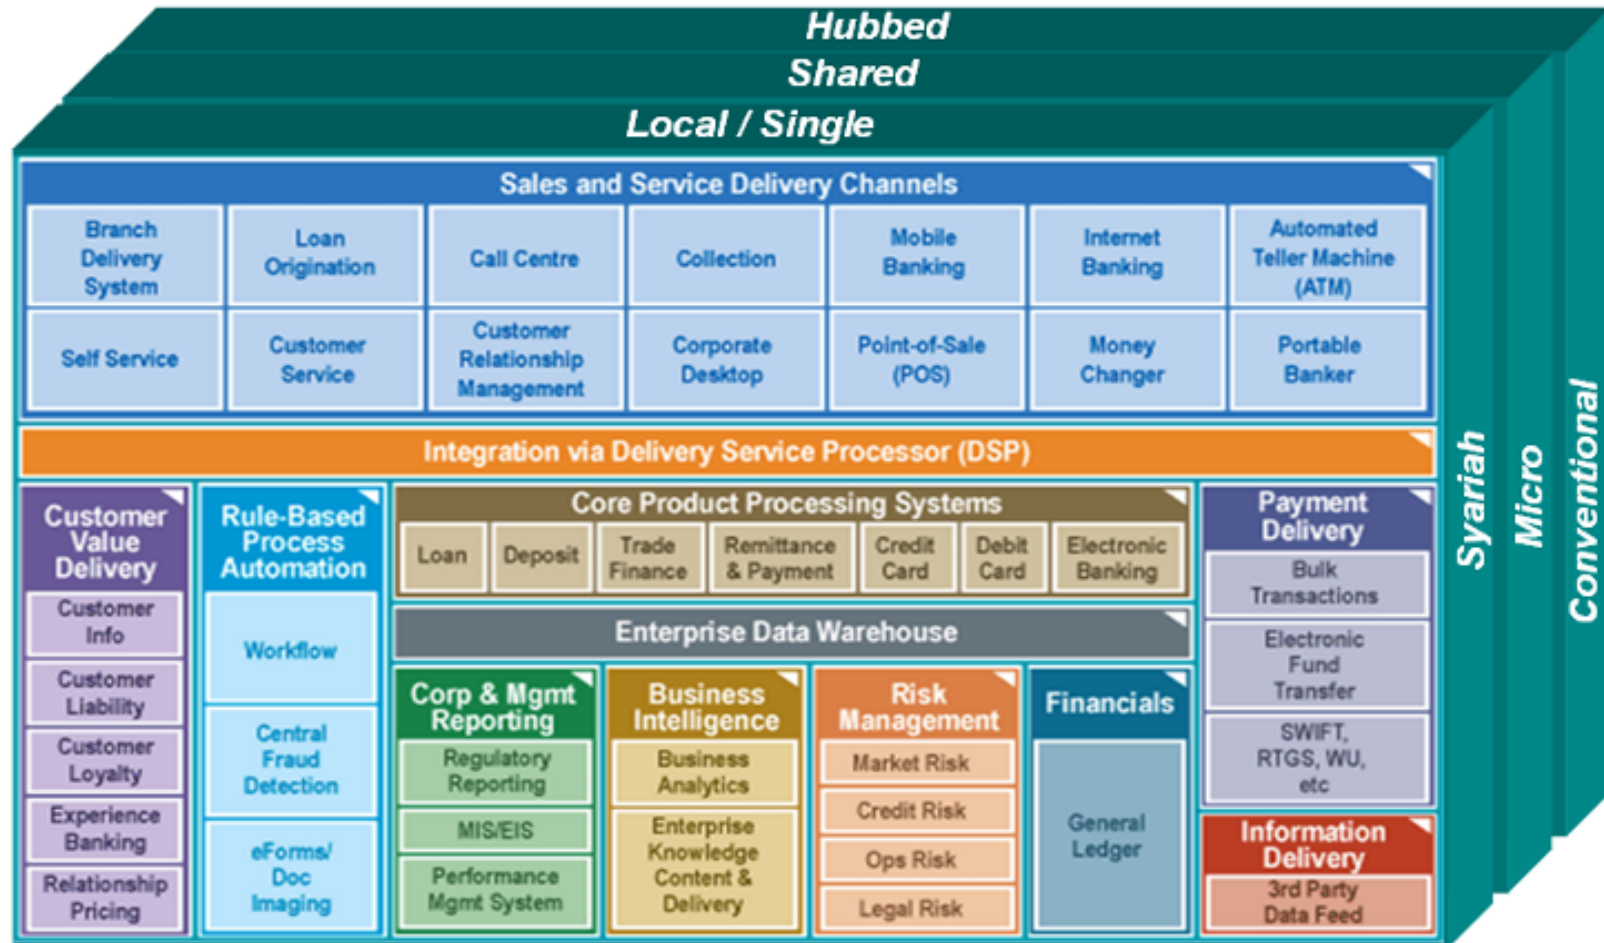 Hubbed
Shared
Local / Single
Sales and Service Delivery Channels
Branch
Delivery
System
Loan
Origination
Call Centre
Collection
Mobile
Banking
Internet
Banking
Automated
Teller Machine
(ATM)
Self Service
Customer
Service
Customer
Relationship
Management
Corporate
Desktop
Point-of-Sale
(POS)
Money
Changer
Portable
Banker
Integration via Delivery Service Processor (DSP)
Customer
Value
Delivery
Customer
Info
Customer
Liability
Customer
Loyalty
Experience
Banking
Relationship
Pricing
Rule-Based
Process
Automation
Workflow
Central
Fraud
Detection
eForms/
Doc
Imaging
Core Product Processing Systems
Loan
Deposit
Trade
Finance
Remittance
& Payment
Credit
Card
Debit
Card
Electronic
Banking
Enterprise Data Warehouse
Corp & Mgmt
Reporting
Regulatory
Reporting
MIS/EIS
Performance
Mgmt System
Business
Intelligence
Business
Analytics
Enterprise
Knowledge
Content &
Delivery
Risk
Management
Market Risk
Credit Risk
Ops Risk
Legal Risk
Financials
General
Ledger
Payment
Delivery
Bulk
Transactions
Electronic
Fund
Transfer
SWIFT,
RTGS, WU,
etc
Information
Delivery
3rd Party
Data Feed
Syariah
Micro
Conventional